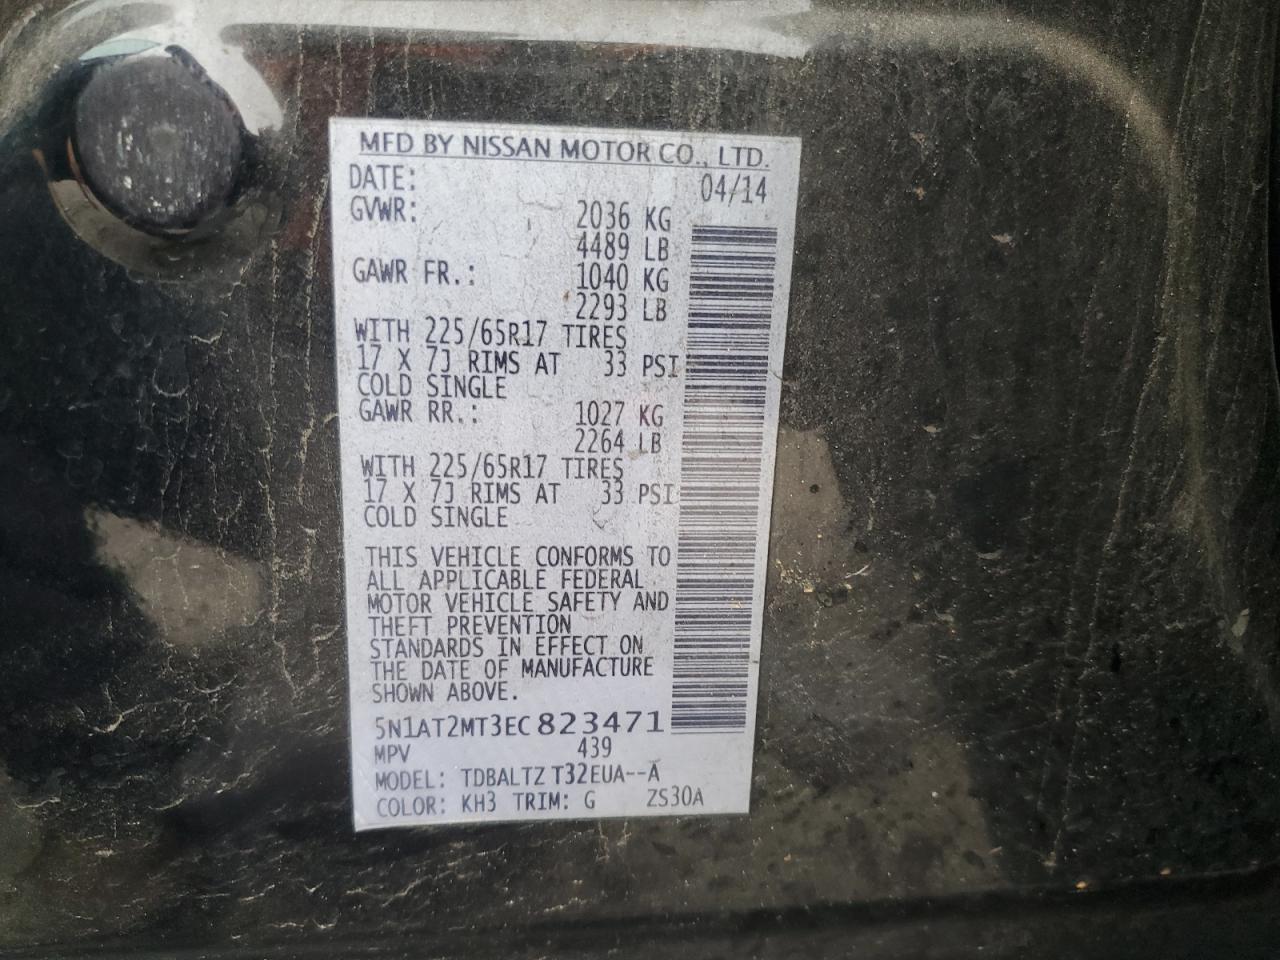 MFD BY NISSAN MOTOR CO., LTD.
DATE: 04/14
GVWR: 2036 KG
4489 LB
GAWR FR.: 1040 KG
2293 LB
WITH 225/65R17 TIRES
17 X 7J RIMS AT 33 PSI
COLD SINGLE
GAWR RR.: 1027 KG
2264 LB
WITH 225/65R17 TIRES
17 X 7J RIMS AT 33 PSI
COLD SINGLE
THIS VEHICLE CONFORMS TO
ALL APPLICABLE FEDERAL
MOTOR VEHICLE SAFETY AND
THEFT PREVENTION
STANDARDS IN EFFECT ON
THE DATE OF MANUFACTURE
SHOWN ABOVE.
5N1AT2MT3EC823471
MPV 439
MODEL: TDBALTZ T32EUA--A
COLOR: KH3 TRIM: G ZS30A